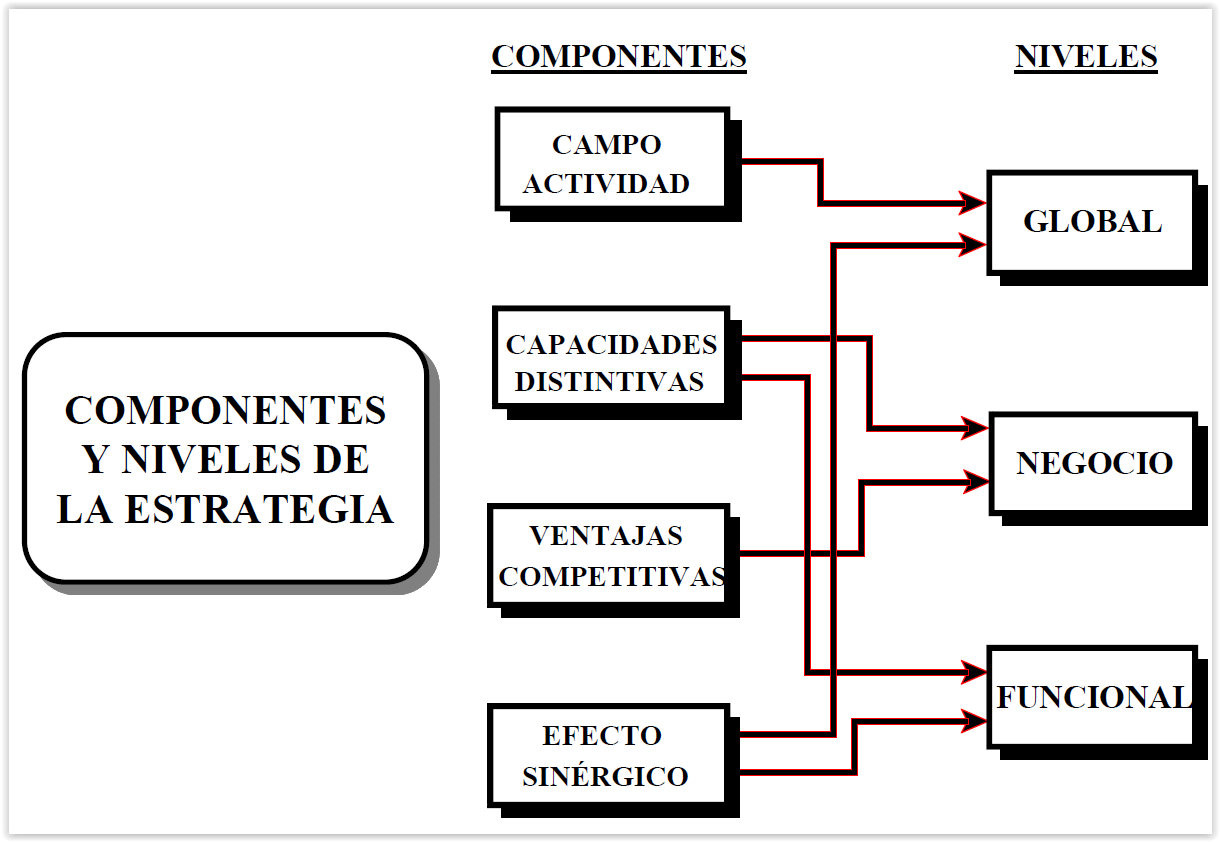 COMPONENTES
Y NIVELES DE
LA ESTRATEGIA
COMPONENTES
CAMPO
ACTIVIDAD
CAPACIDADES
DISTINTIVAS
VENTAJAS
COMPETITIVAS
EFECTO
SINÉRGICO
NIVELES
GLOBAL
NEGOCIO
FUNCIONAL